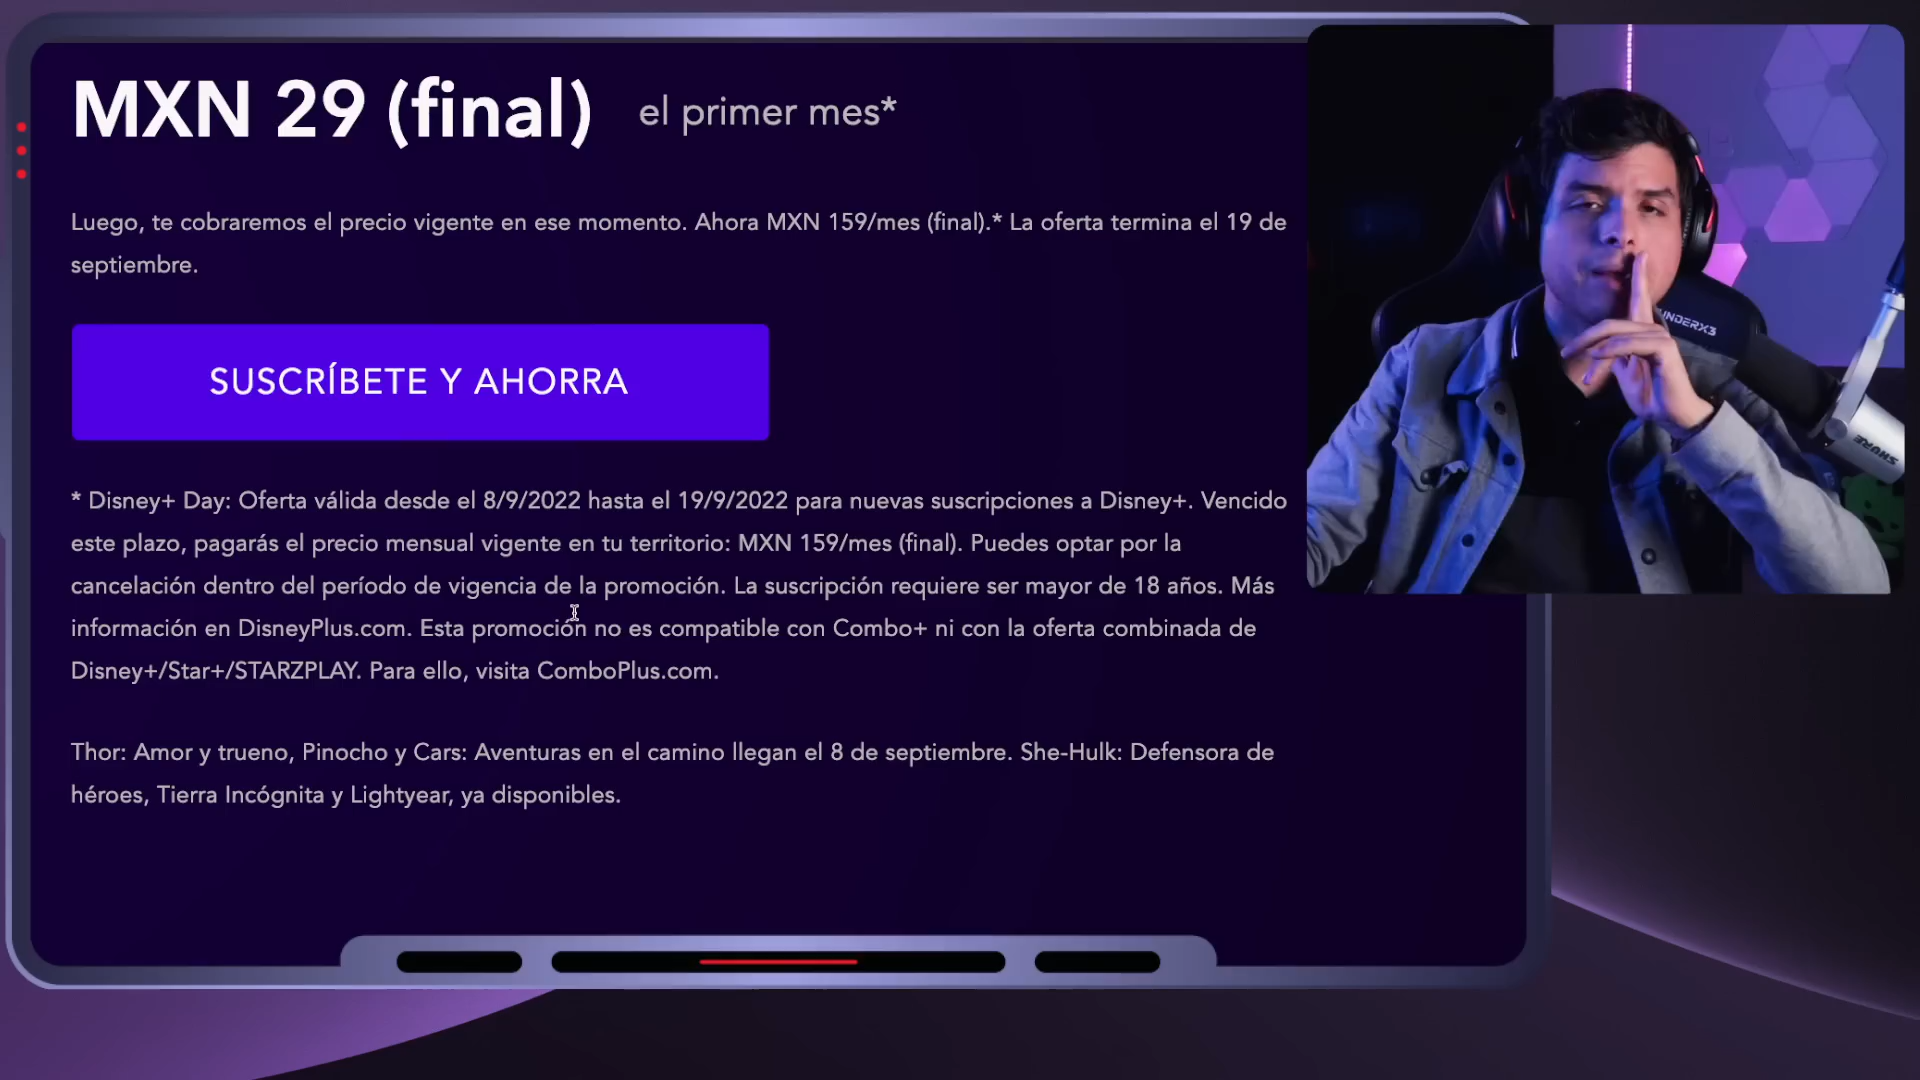 MXN 29 (final) el primer mes*
Luego, te cobraremos el precio vigente en ese momento. Ahora MXN 159/mes (final).* La oferta termina el 19 de
septiembre.
SUSCRÍBETE Y AHORRA
* Disney+ Day: Oferta válida desde el 8/9/2022 hasta el 19/9/2022 para nuevas suscripciones a Disney+. Vencido
este plazo, pagarás el precio mensual vigente en tu territorio: MXN 159/mes (final). Puedes optar por la
cancelación dentro del período de vigencia de la promoción. La suscripción requiere ser mayor de 18 años. Más
información en DisneyPlus.com. Esta promoción no es compatible con Combo+ ni con la oferta combinada de
Disney+/Star+/STARZPLAY. Para ello, visita ComboPlus.com.
Thor: Amor y trueno, Pinocho y Cars: Aventuras en el camino llegan el 8 de septiembre. She-Hulk: Defensora de
héroes, Tierra Incógnita y Lightyear, ya disponibles.
UNDERX3
SHURE